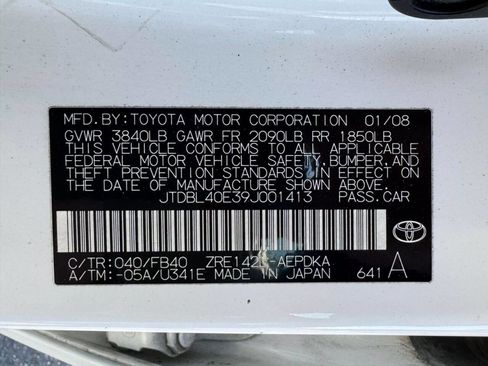 MFD.BY:TOYOTA MOTOR CORPORATION 01/08
GVWR 3840LB GAWR FR 2090LB RR 1850LB
THIS VEHICLE CONFORMS TO ALL APPLICABLE
FEDERAL MOTOR VEHICLE SAFETY, BUMPER, AND
THEFT PREVENTION STANDARDS IN EFFECT ON
THE DATE OF MANUFACTURE SHOWN ABOVE.
JTDBL40E39J001413 PASS.CAR
C/TR:040/FB40 -AEPDKA
A/TM:-05A/U341E MADE IN JAPAN 641 A